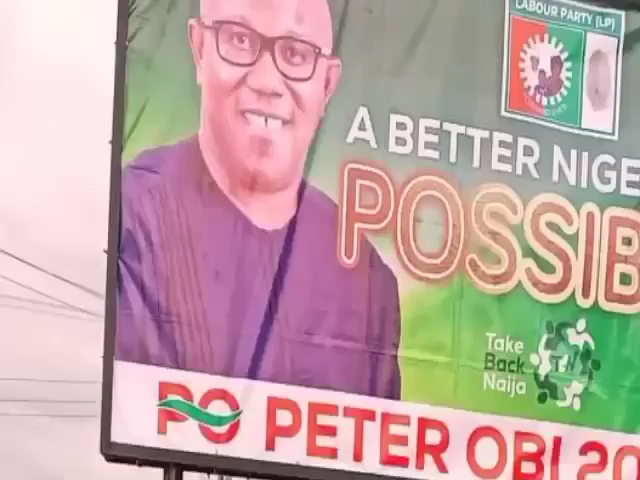 LABOUR PARTY [LP]
A BETTER NIGE
POSSIB
Take
Back
Naija
PO PETER OBI 20